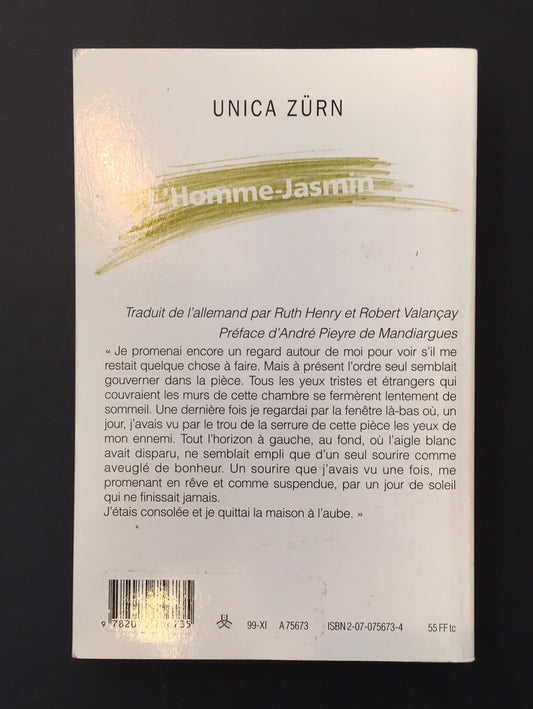 UNICA ZÜRN
L'Homme-Jasmin
Traduit de l'allemand par Ruth Henry et Robert Valançay
Préface d'André Pieyre de Mandiargues
« Je promenai encore un regard autour de moi pour voir s'il me
restait quelque chose à faire. Mais à présent l'ordre seul semblait
gouverner dans la pièce. Tous les yeux tristes et étrangers qui
couvraient les murs de cette chambre se fermèrent lentement de
sommeil. Une dernière fois je regardai par la fenêtre là-bas où, un
jour, j'avais vu par le trou de la serrure de cette pièce les yeux de
mon ennemi. Tout l'horizon à gauche, au fond, où l'aigle blanc
avait disparu, ne semblait empli que d'un seul sourire comme
aveuglé de bonheur. Un sourire que j'avais vu une fois, me
promenant en rêve et comme suspendue, par un jour de soleil
qui ne finissait jamais.
J'étais consolée et je quittai la maison à l'aube. »
99-XI A 75673 ISBN 2-07-075673-4 55 FF tc